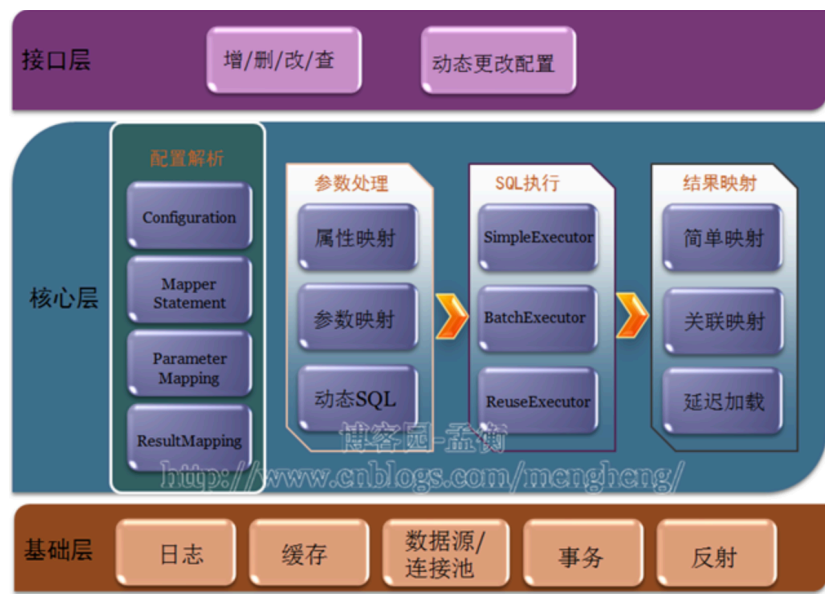 接口层
增/删/改/查
动态更改配置
核心层
配置解析
Configuration
Mapper
Statement
Parameter
Mapping
ResultMapping
参数处理
属性映射
参数映射
动态SQL
SQL执行
SimpleExecutor
BatchExecutor
ReuseExecutor
结果映射
简单映射
关联映射
延迟加载
博客园-孟衡
http://www.cnblogs.com/mengheng/
基础层
日志
缓存
数据源/
连接池
事务
反射